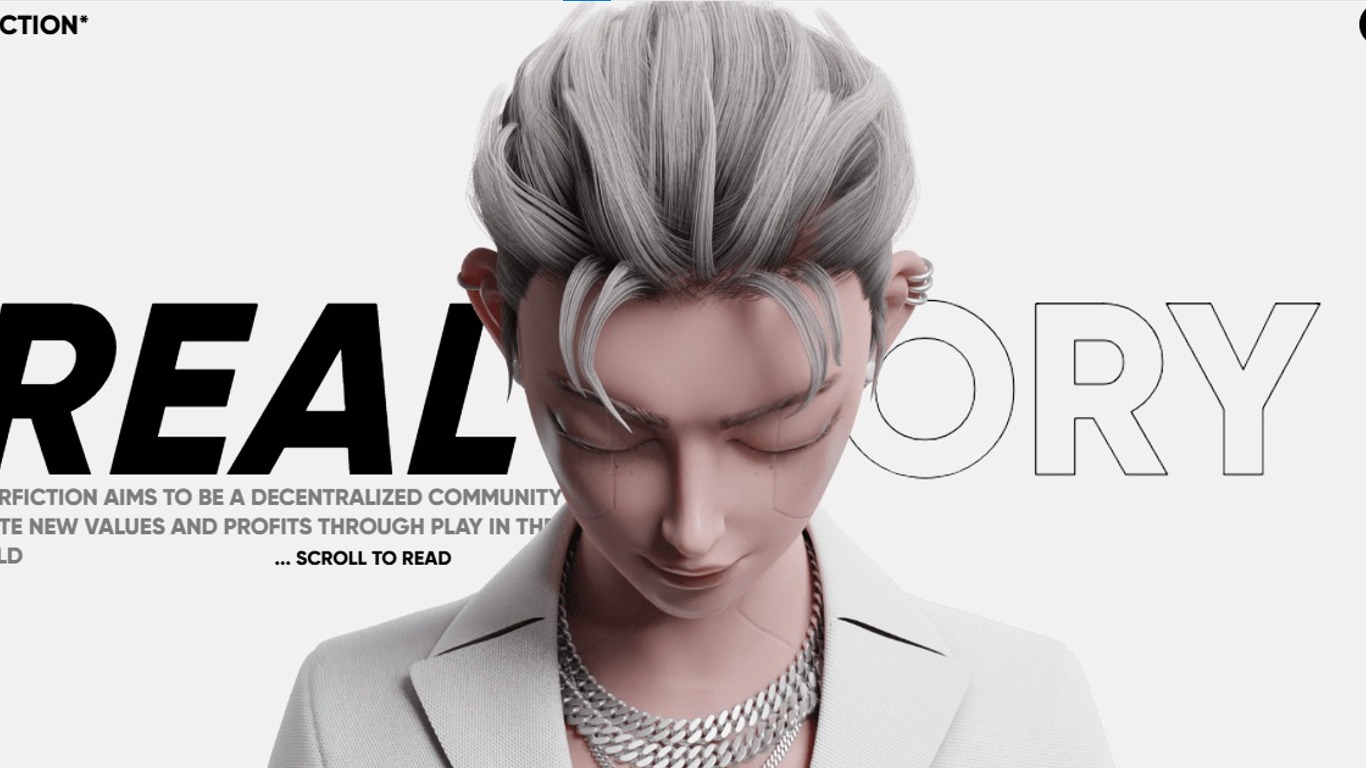 CTION*
REAL ORY
RFICTION AIMS TO BE A DECENTRALIZED COMMUNITY
TE NEW VALUES AND PROFITS THROUGH PLAY IN THE
LD
... SCROLL TO READ